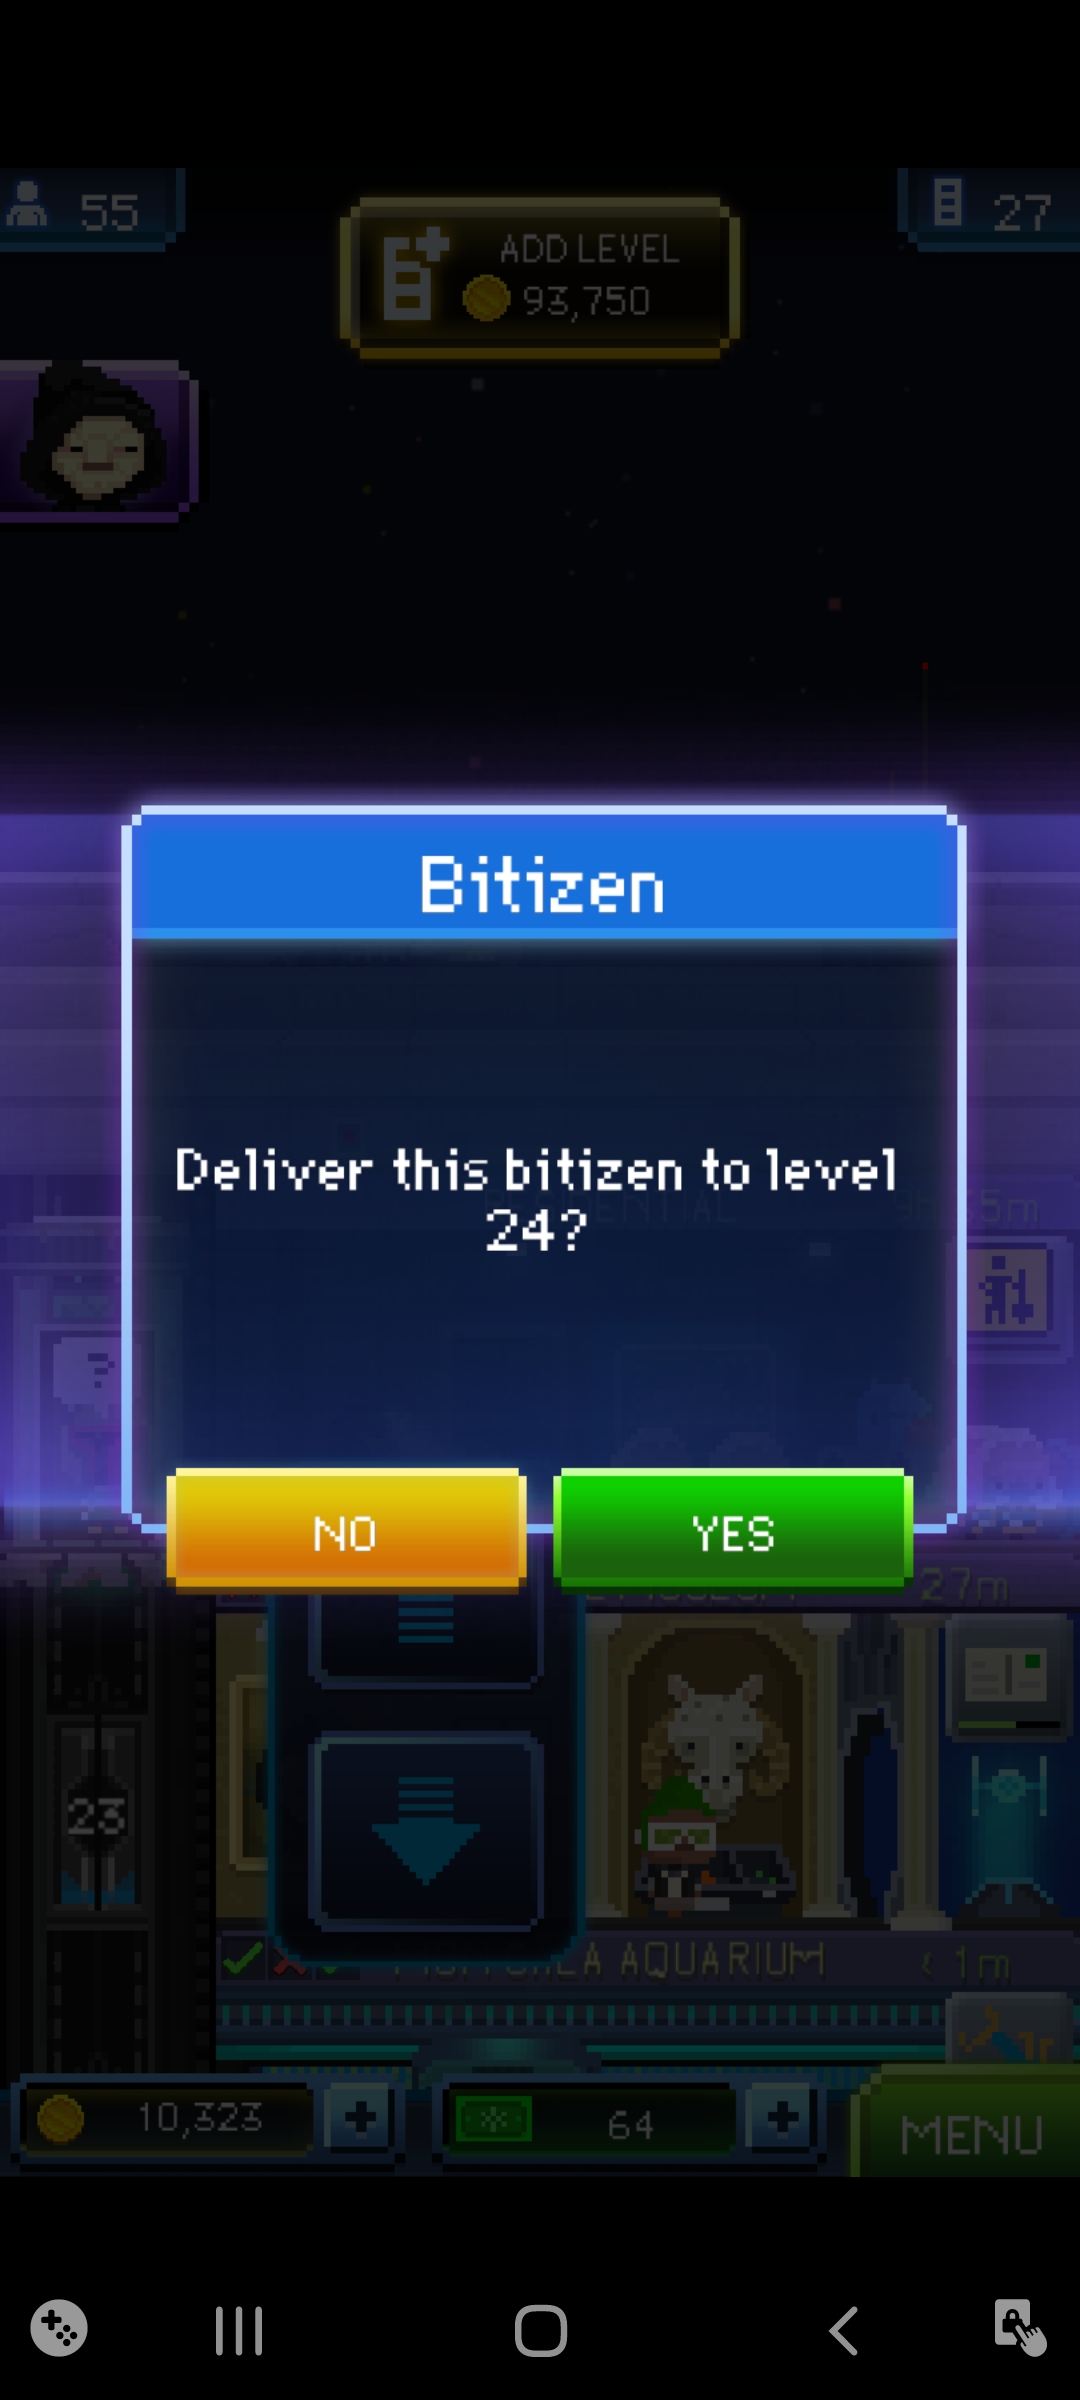 55
ADD LEVEL
93,750
27
Bitizen
Deliver this bitizen to level
24?
NO
YES
27m
23
AQUARIUM
< 1m
10,323
64
MENU